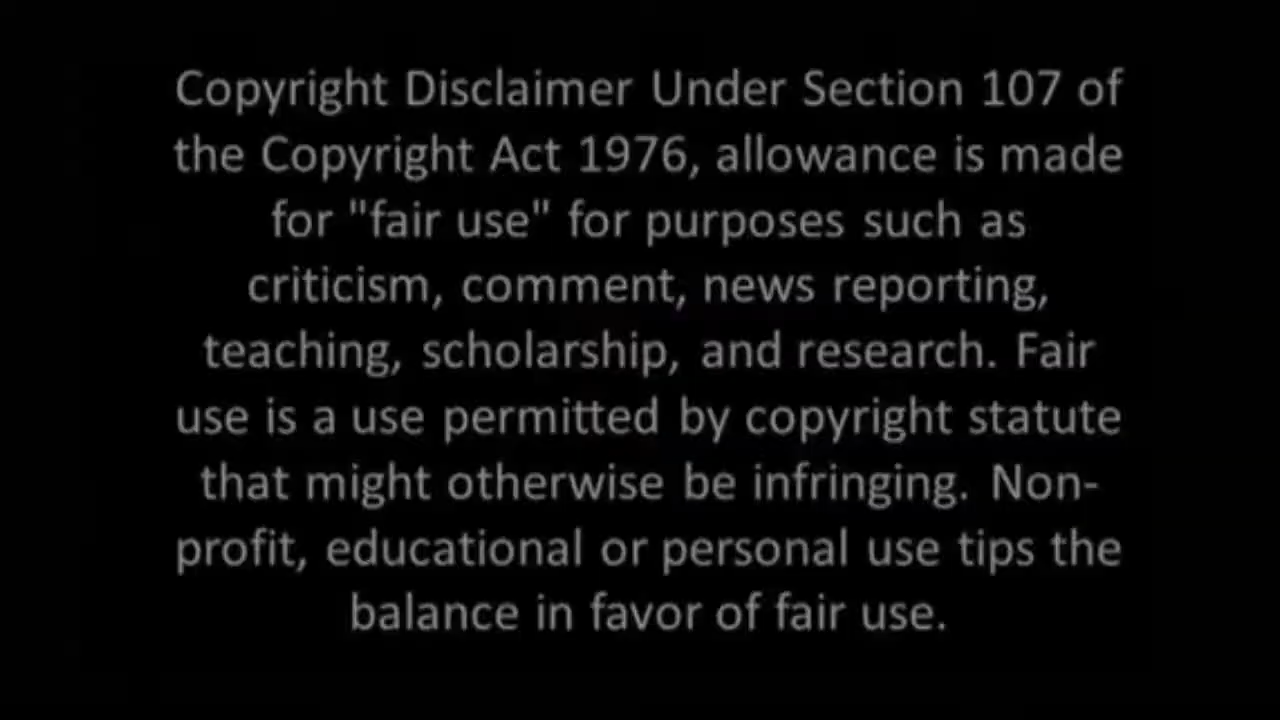 Copyright Disclaimer Under Section 107 of
the Copyright Act 1976, allowance is made
for "fair use" for purposes such as
criticism, comment, news reporting,
teaching, scholarship, and research. Fair
use is a use permitted by copyright statute
that might otherwise be infringing. Non-
profit, educational or personal use tips the
balance in favor of fair use.